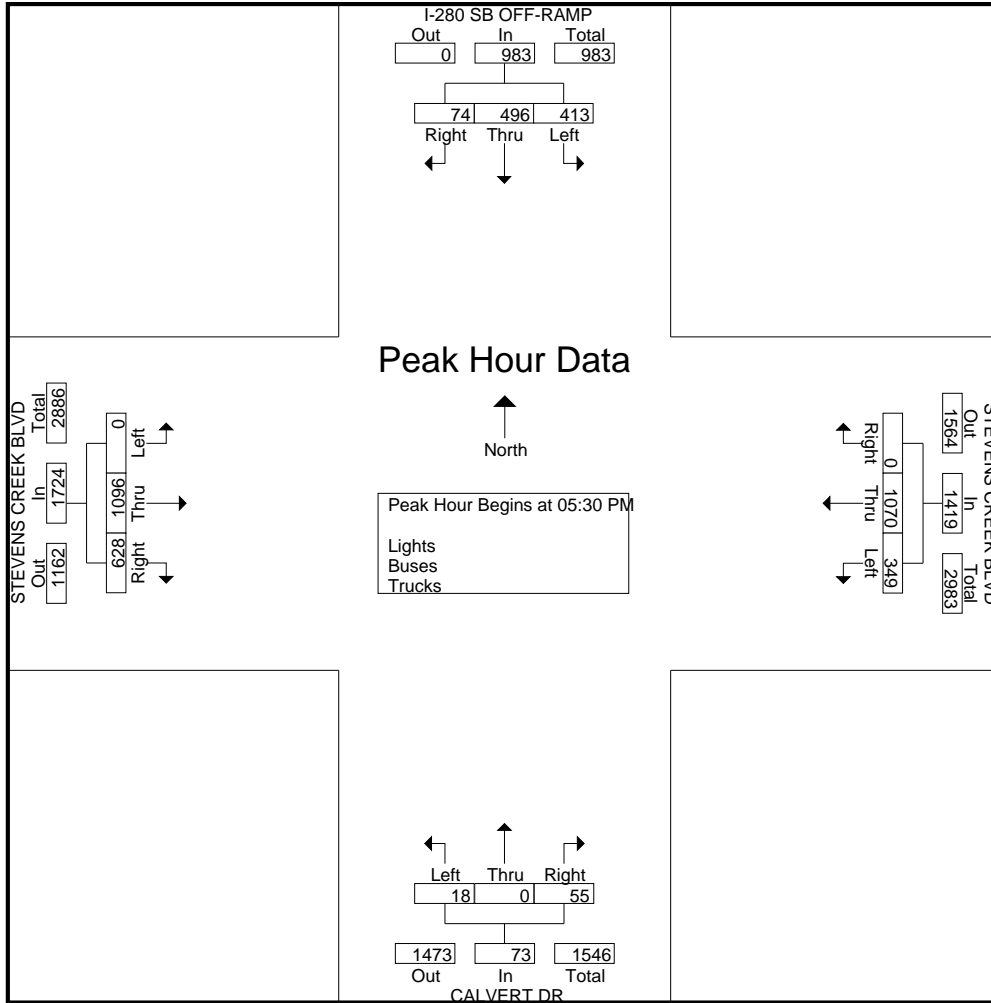 I-280 SB OFF-RAMP
Out In Total
0 983 983
74 496 413
Right Thru Left
Peak Hour Data
North
Peak Hour Begins at 05:30 PM
Lights
Buses
Trucks
STEVENS CREEK BLVD
Out In Total
1162 1724 2886
Left Thru Right
0 1096 628
STEVENS CREEK BLVD
Out In Total
1564 1419 2983
Right Thru Left
0 1070 349
Left Thru Right
18 0 55
1473 73 1546
Out In Total
CALVERT DR